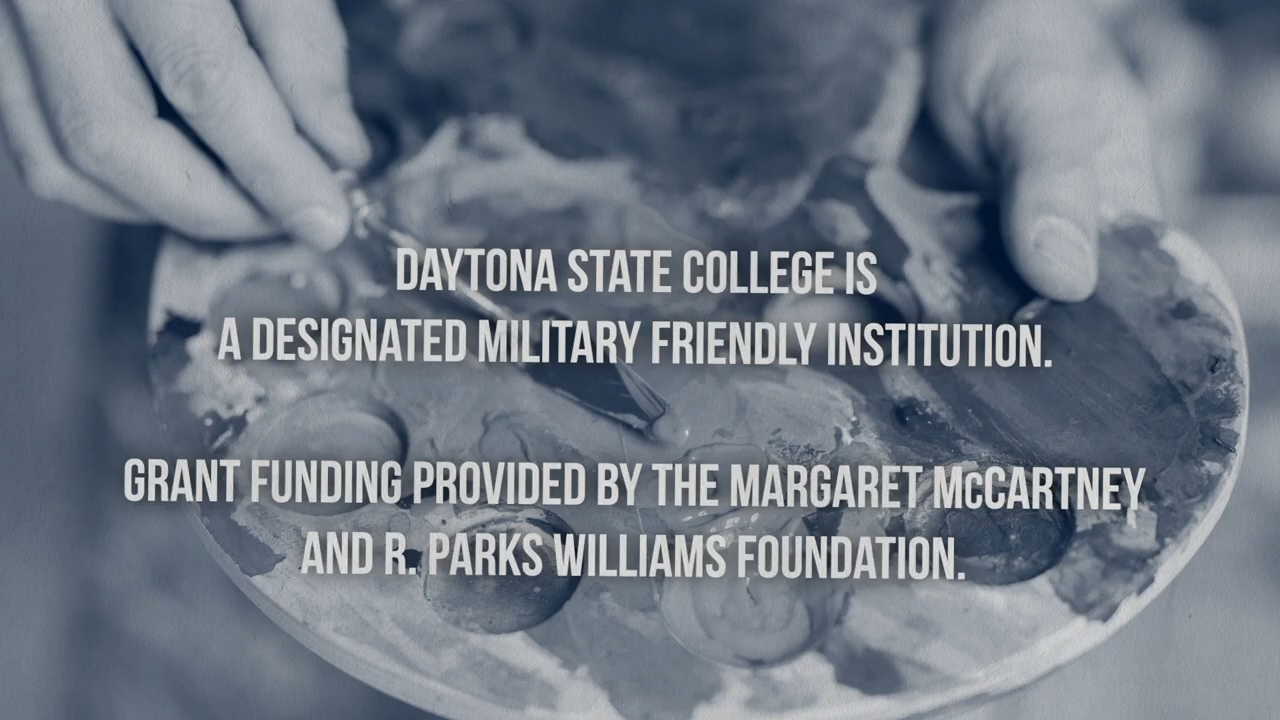 DAYTONA STATE COLLEGE IS
A DESIGNATED MILITARY FRIENDLY INSTITUTION.
GRANT FUNDING PROVIDED BY THE MARGARET McCARTNEY
AND R. PARKS WILLIAMS FOUNDATION.